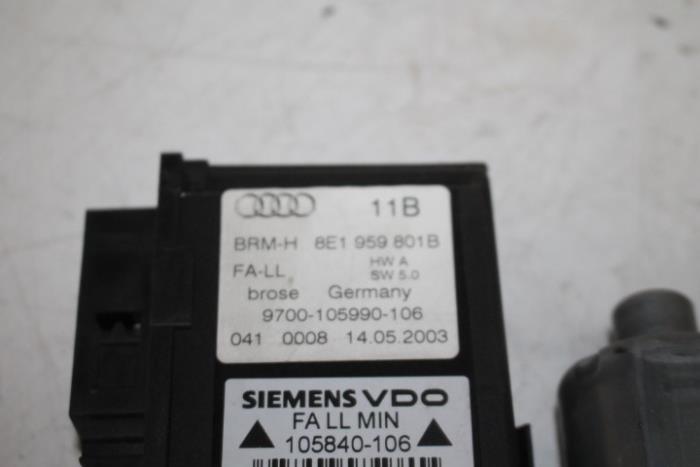 11B
BRM-H 8E1 959 801B
FA-LL HW A
SW 5.0
brose Germany
9700-105990-106
041 0008 14.05.2003
SIEMENS VDO
FA LL MIN
105840-106